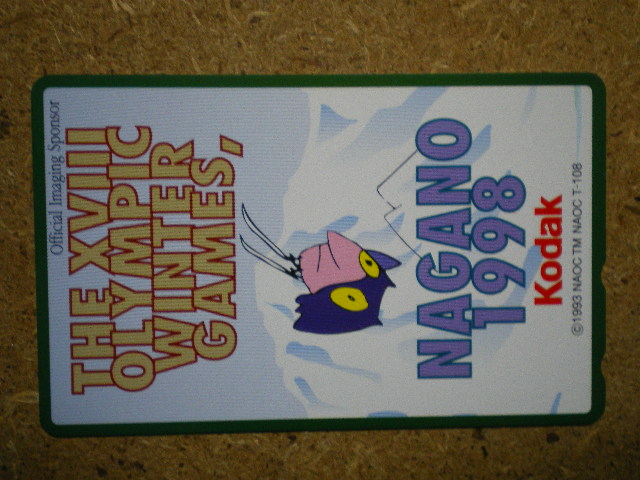 Official Imaging Sponsor
THE XVIII
OLYMPIC
WINTER
GAMES,
NAGANO
1998
Kodak
©1993 NAOC TM NAOC T-108